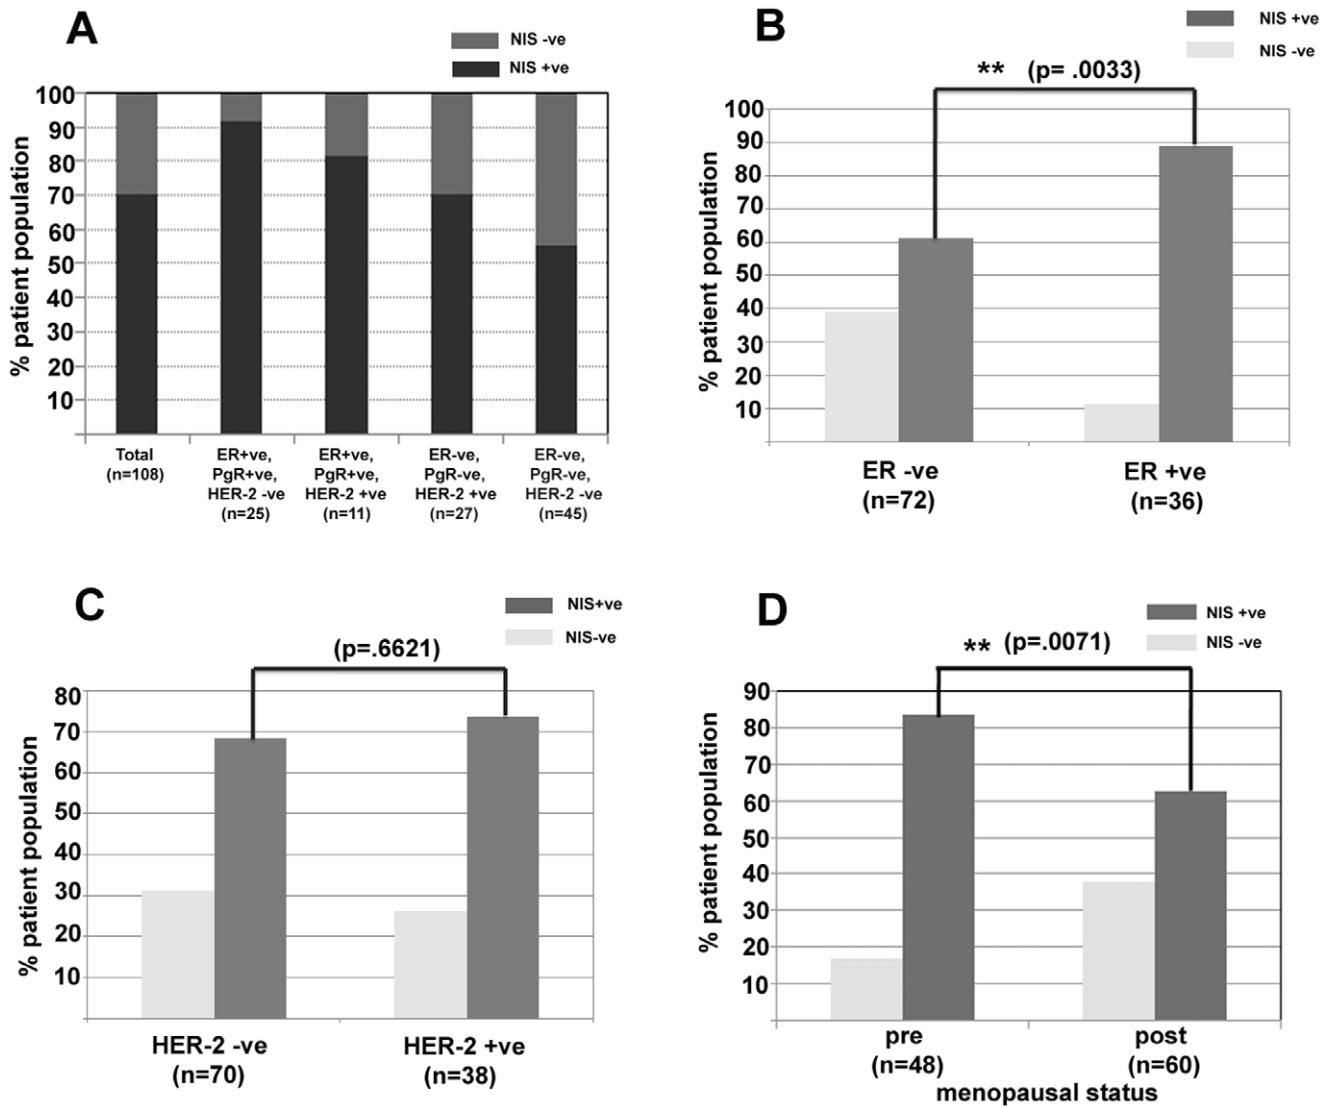 A
NIS -ve
NIS +ve
% patient population
100
90
80
70
60
50
40
30
20
10
Total
(n=108)
ER+ve,
PgR+ve,
HER-2 -ve
(n=25)
ER+ve,
PgR+ve,
HER-2 +ve
(n=11)
ER-ve,
PgR-ve,
HER-2 +ve
(n=27)
ER-ve,
PgR-ve,
HER-2 -ve
(n=45)
B
NIS +ve
NIS -ve
** (p= .0033)
% patient population
100
90
80
70
60
50
40
30
20
10
ER -ve
(n=72)
ER +ve
(n=36)
C
NIS+ve
NIS-ve
(p=.6621)
% patient population
80
70
60
50
40
30
20
10
HER-2 -ve
(n=70)
HER-2 +ve
(n=38)
D
NIS +ve
NIS -ve
** (p=.0071)
% patient population
90
80
70
60
50
40
30
20
10
pre
(n=48)
post
(n=60)
menopausal status